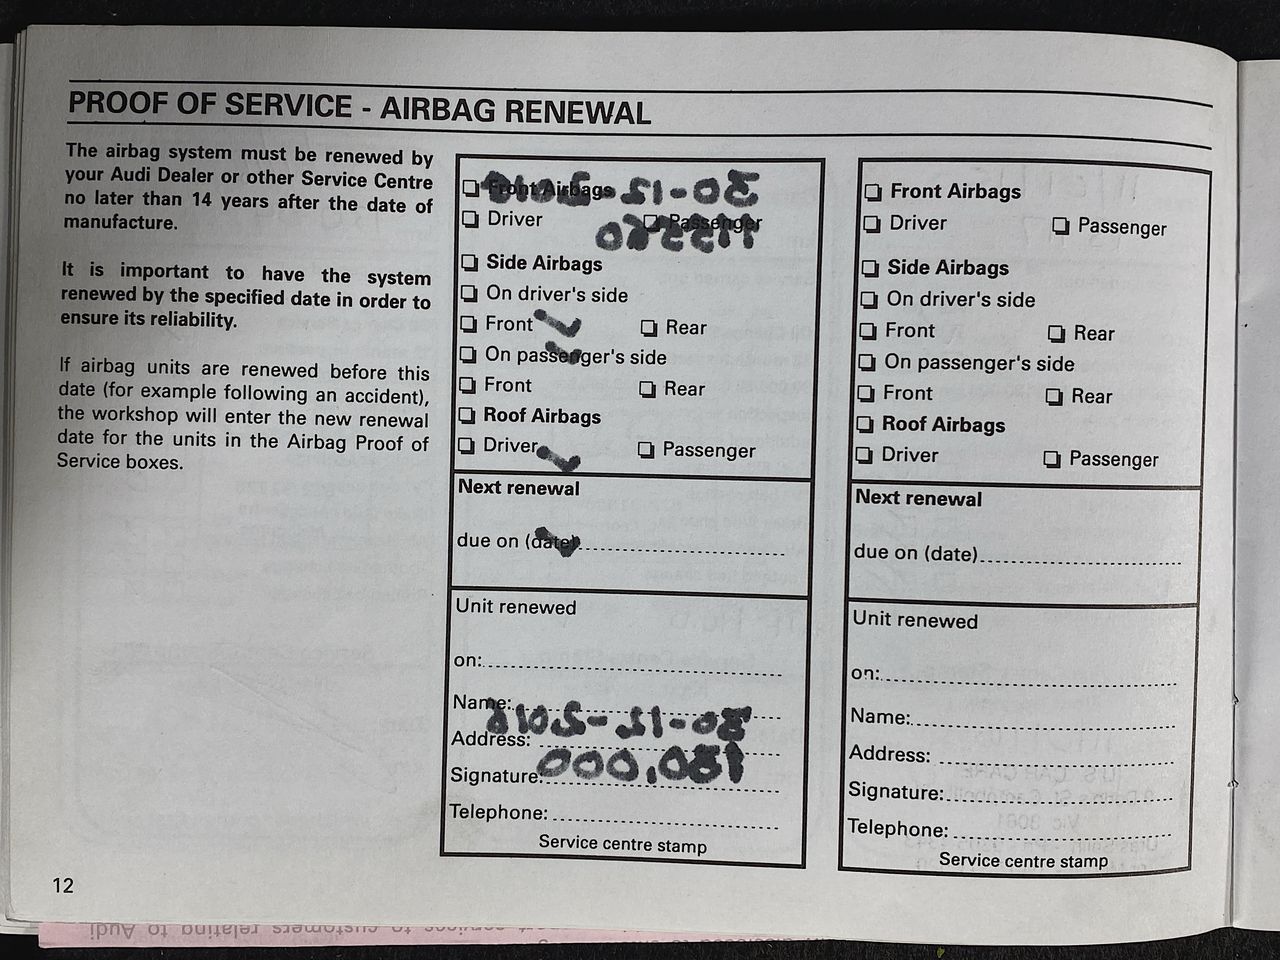 PROOF OF SERVICE - AIRBAG RENEWAL
The airbag system must be renewed by
your Audi Dealer or other Service Centre
no later than 14 years after the date of
manufacture.
It is important to have the system
renewed by the specified date in order to
ensure its reliability.
If airbag units are renewed before this
date (for example following an accident),
the workshop will enter the new renewal
date for the units in the Airbag Proof of
Service boxes.
12
Front Airbags
30-12-2018
Driver Passenger
Side Airbags
On driver's side
Front Rear
On passenger's side
Front Rear
Roof Airbags
Driver Passenger
Next renewal
due on (date)
Unit renewed
on:
Name:
30-12-2018
Address:
180,000
Signature:
Telephone:
Service centre stamp
Front Airbags
Driver Passenger
Side Airbags
On driver's side
Front Rear
On passenger's side
Front Rear
Roof Airbags
Driver Passenger
Next renewal
due on (date)
Unit renewed
on:
Name:
Address:
Signature:
Telephone:
Service centre stamp